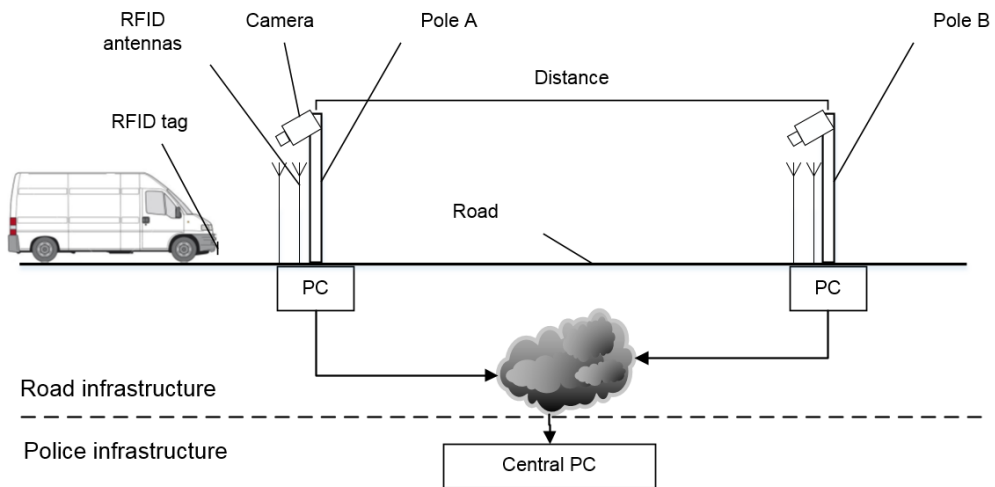 RFID
antennas
Camera
Pole A
Pole B
Distance
RFID tag
Road
PC
PC
Road infrastructure
Police infrastructure
Central PC